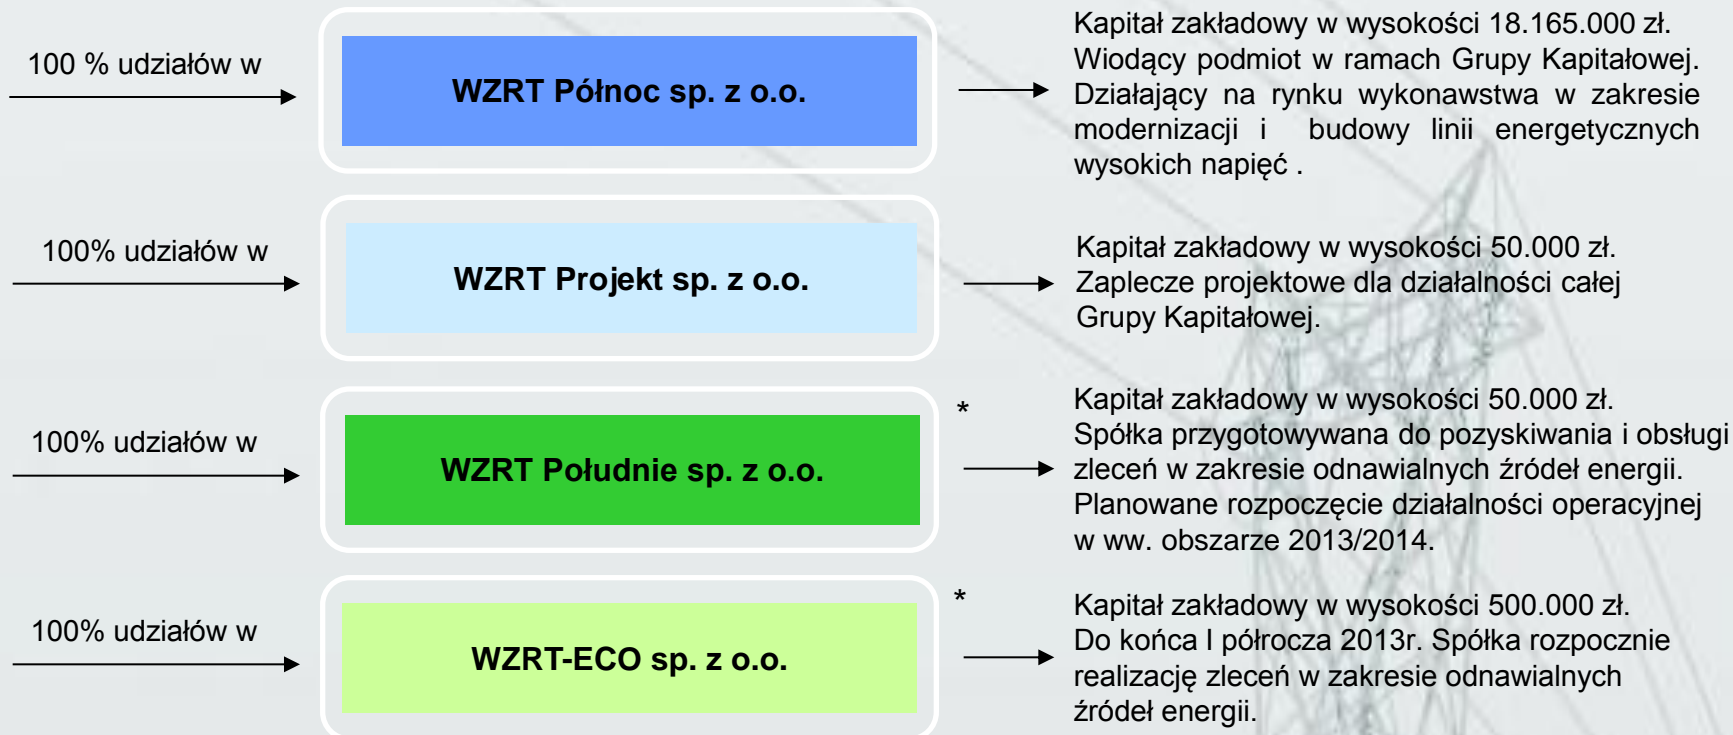 100 % udziałów w
WZRT Północ sp. z o.o.
Kapitał zakładowy w wysokości 18.165.000 zł.
Wiodący podmiot w ramach Grupy Kapitałowej.
Działający na rynku wykonawstwa w zakresie
modernizacji i budowy linii energetycznych
wysokich napięć .
100% udziałów w
WZRT Projekt sp. z o.o.
Kapitał zakładowy w wysokości 50.000 zł.
Zaplecze projektowe dla działalności całej
Grupy Kapitałowej.
100% udziałów w
WZRT Południe sp. z o.o.
*
Kapitał zakładowy w wysokości 50.000 zł.
Spółka przygotowywana do pozyskiwania i obsługi
zleceń w zakresie odnawialnych źródeł energii.
Planowane rozpoczęcie działalności operacyjnej
w ww. obszarze 2013/2014.
100% udziałów w
WZRT-ECO sp. z o.o.
*
Kapitał zakładowy w wysokości 500.000 zł.
Do końca I półrocza 2013r. Spółka rozpocznie
realizację zleceń w zakresie odnawialnych
źródeł energii.